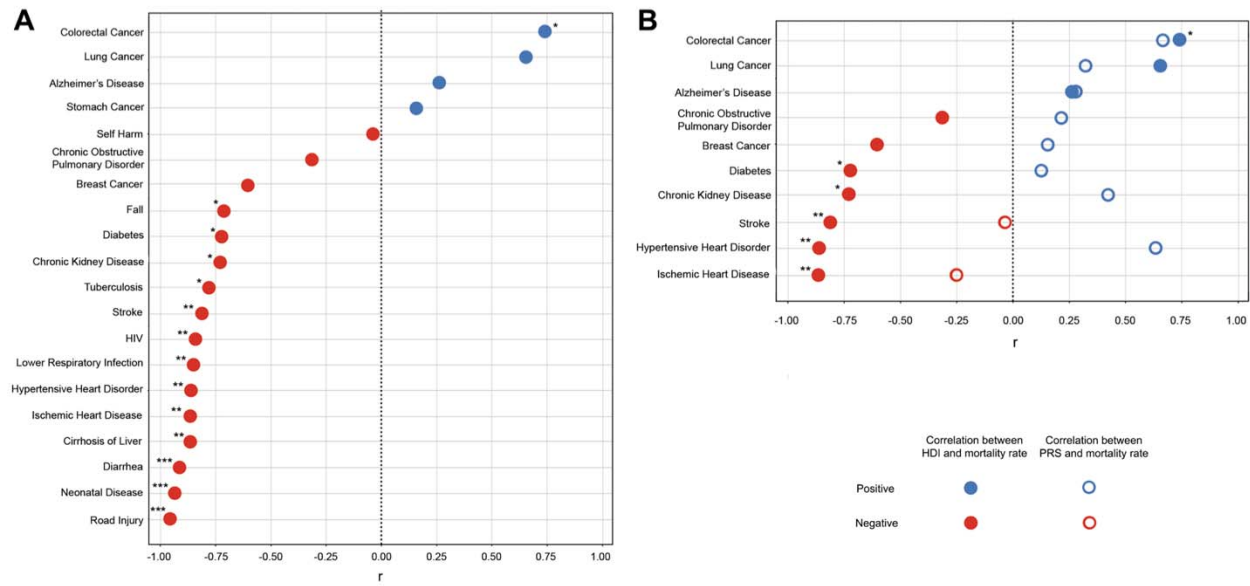 A
Colorectal Cancer
*
Lung Cancer
Alzheimer's Disease
Stomach Cancer
Self Harm
Chronic Obstructive
Pulmonary Disorder
Breast Cancer
Fall
*
Diabetes
*
Chronic Kidney Disease
*
Tuberculosis
*
Stroke
**
HIV
**
Lower Respiratory Infection
**
Hypertensive Heart Disorder
**
Ischemic Heart Disease
**
Cirrhosis of Liver
**
Diarrhea
***
Neonatal Disease
***
Road Injury
***
-1.00 -0.75 -0.50 -0.25 0.00 0.25 0.50 0.75 1.00
r
B
Colorectal Cancer
*
Lung Cancer
Alzheimer's Disease
Chronic Obstructive
Pulmonary Disorder
Breast Cancer
Diabetes
*
Chronic Kidney Disease
*
Stroke
**
Hypertensive Heart Disorder
**
Ischemic Heart Disease
**
-1.00 -0.75 -0.50 -0.25 0.00 0.25 0.50 0.75 1.00
r
Correlation between
HDI and mortality rate
Correlation between
PRS and mortality rate
Positive
Negative